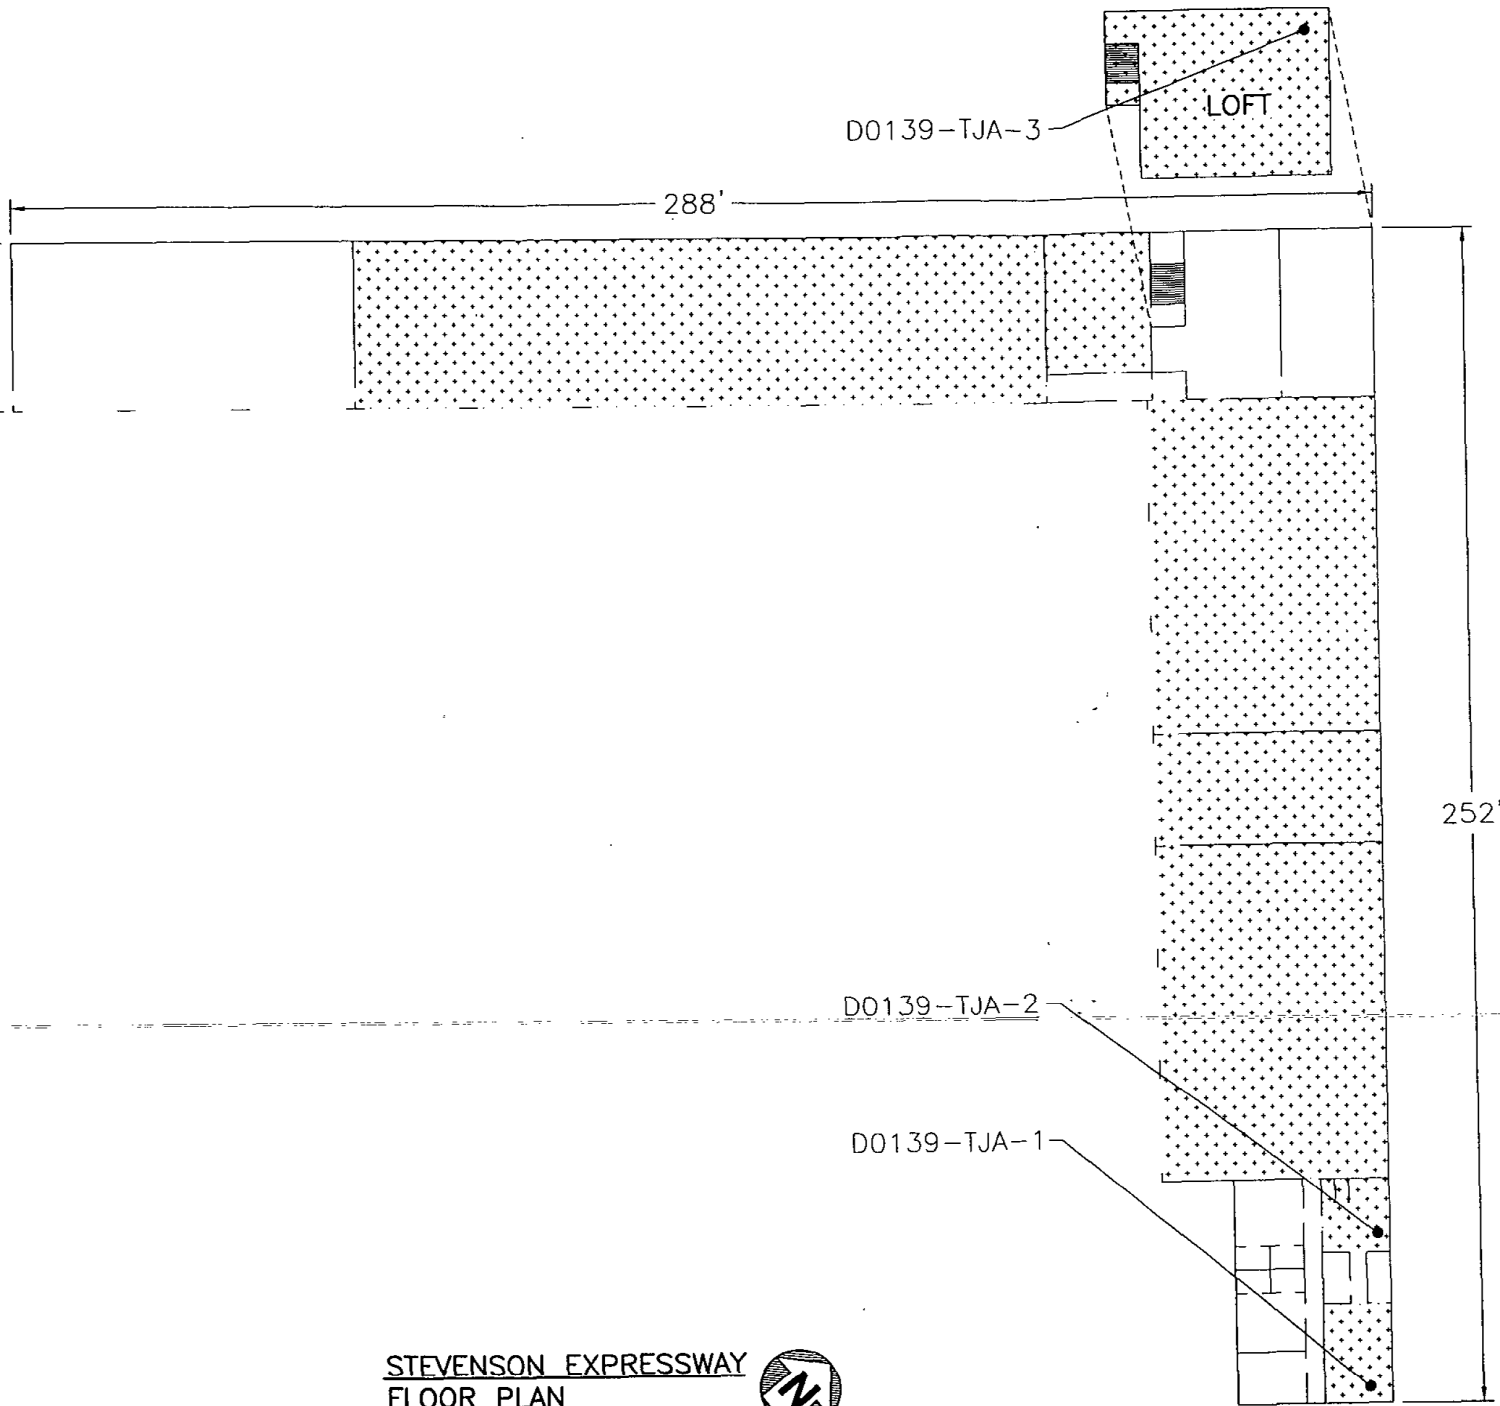 LOFT
D0139-TJA-3
288'
252'
D0139-TJA-2
D0139-TJA-1
STEVENSON EXPRESSWAY
FLOOR PLAN
N